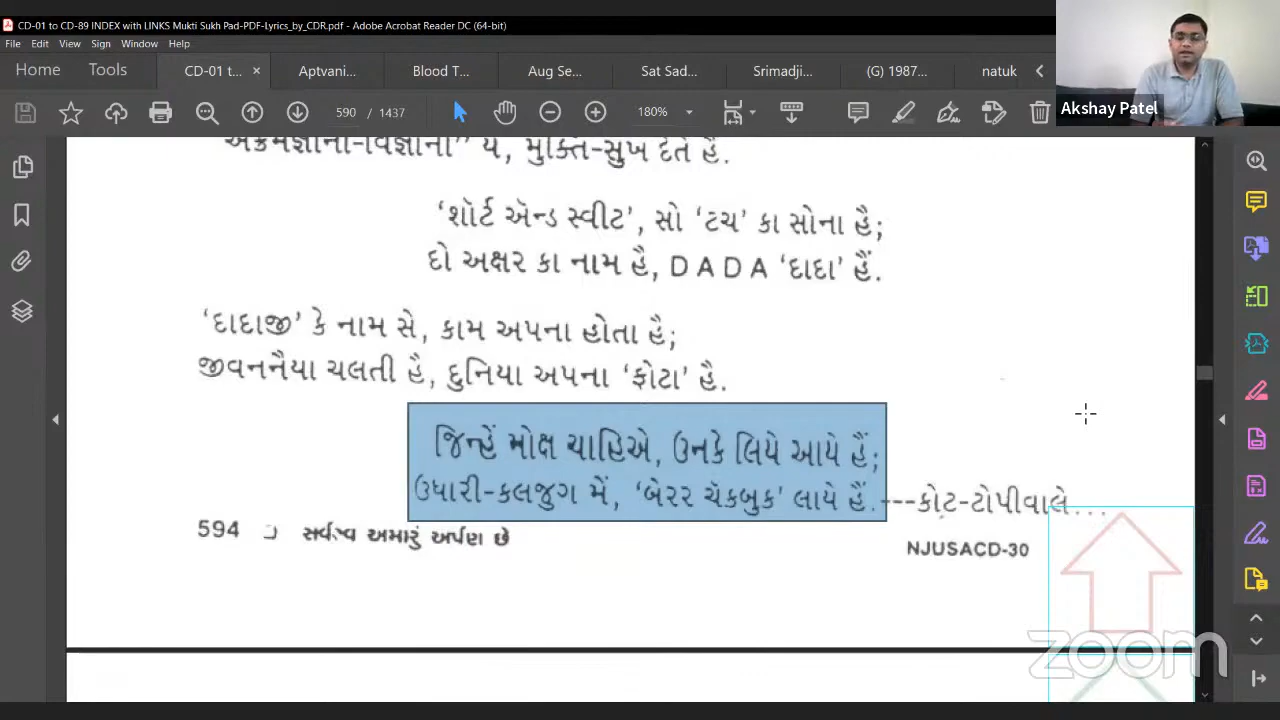 CD-01 to CD-89 INDEX with LINKS Mukti Sukh Pad-PDF-Lyrics_by_CDR.pdf - Adobe Acrobat Reader DC (64-bit)
File Edit View Sign Window Help
Home Tools CD-01 t... × Aptvani... Blood T... Aug Se... Sat Sad... Srimadji... (G) 1987... natuk
590 / 1437 180%
Akshay Patel
અક્રમજ્ઞાની-વિજ્ઞાની” યે, મુક્તિ-સુખ દેતે હૈ.
‘શૉર્ટ ઍન્ડ સ્વીટ’, સો ‘ટચ’ કા સોના હૈ;
દો અક્ષર કા નામ હૈ, D A D A ‘દાદા’ હૈં.
‘દાદાજી’ કે નામ સે, કામ અપના હોતા હૈ;
જીવનનૈયા ચલતી હૈ, દુનિયા અપના ‘ફોટા’ હૈ.
જિન્હેં મોક્ષ ચાહિએ, ઉનકે લિયે આયે હૈં;
ઉધારી-કલજુગ મેં, ‘બેરર ચૅકબુક’ લાયે હૈં.---કોટ-ટોપીવાલે...
594 સર્વસ્વ અમારું અર્પણ છે
NJUSACD-30
zoom